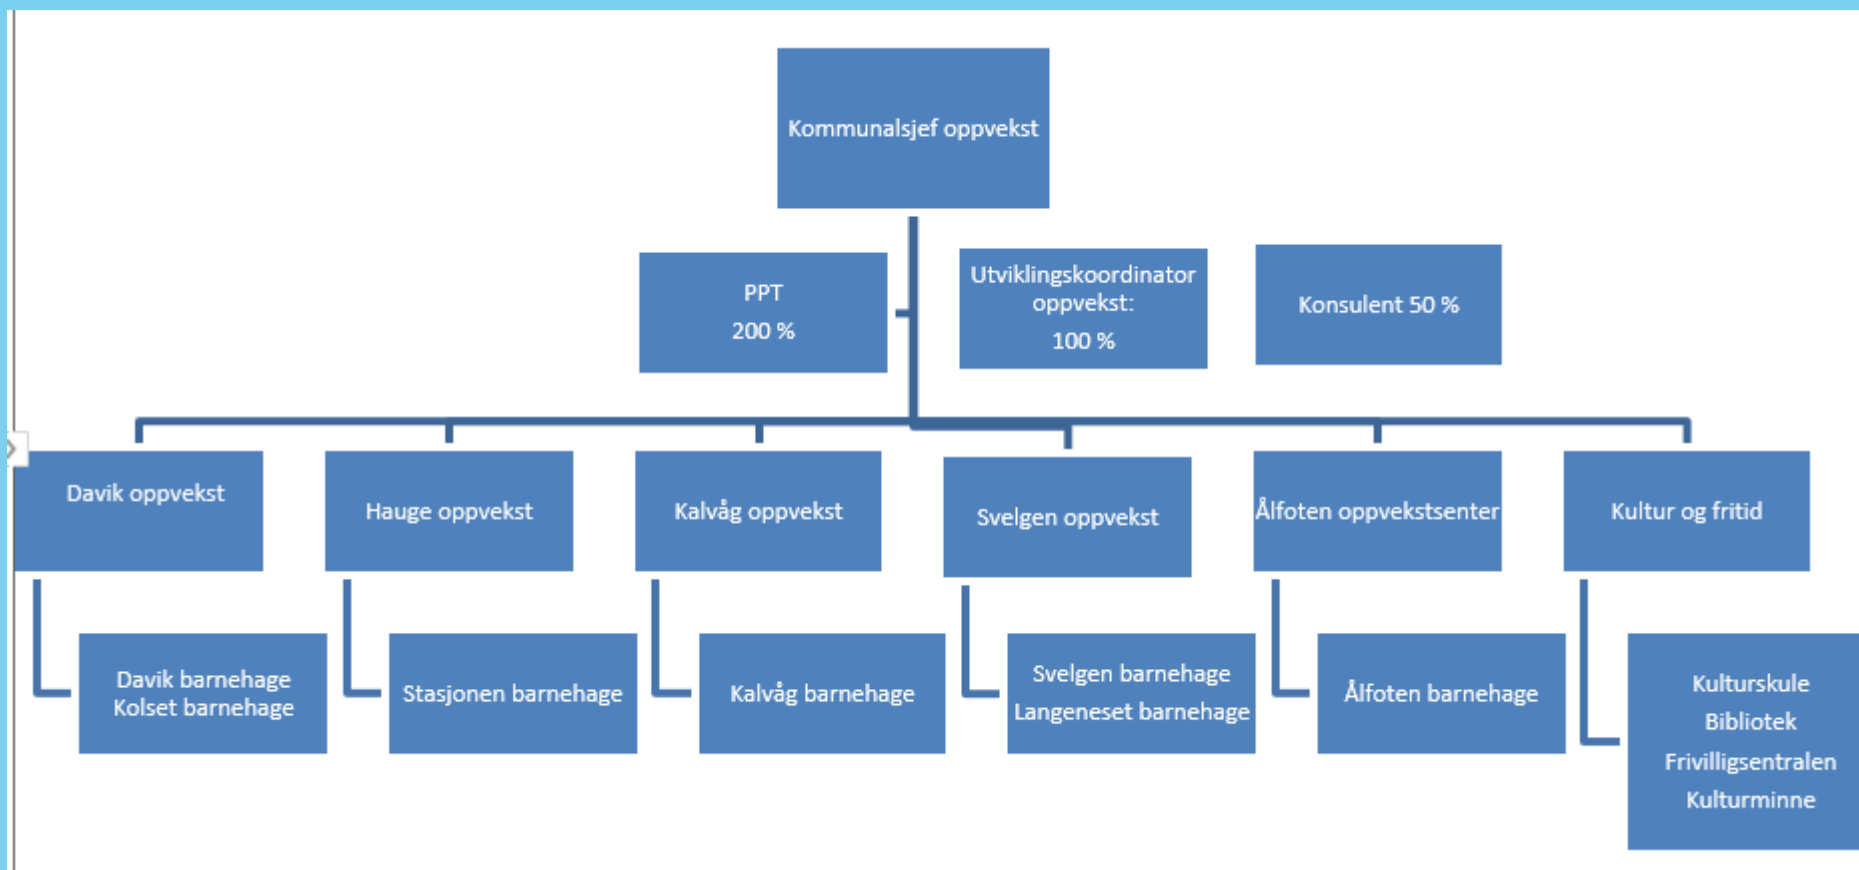 Kommunalsjef oppvekst
PPT
200 %
Utviklingskoordinator
oppvekst:
100 %
Konsulent 50 %
Davik oppvekst
Hauge oppvekst
Kalvåg oppvekst
Svelgen oppvekst
Ålfoten oppvekstsenter
Kultur og fritid
Davik barnehage
Kolset barnehage
Stasjonen barnehage
Kalvåg barnehage
Svelgen barnehage
Langeneset barnehage
Ålfoten barnehage
Kulturskule
Bibliotek
Frivilligsentralen
Kulturminne